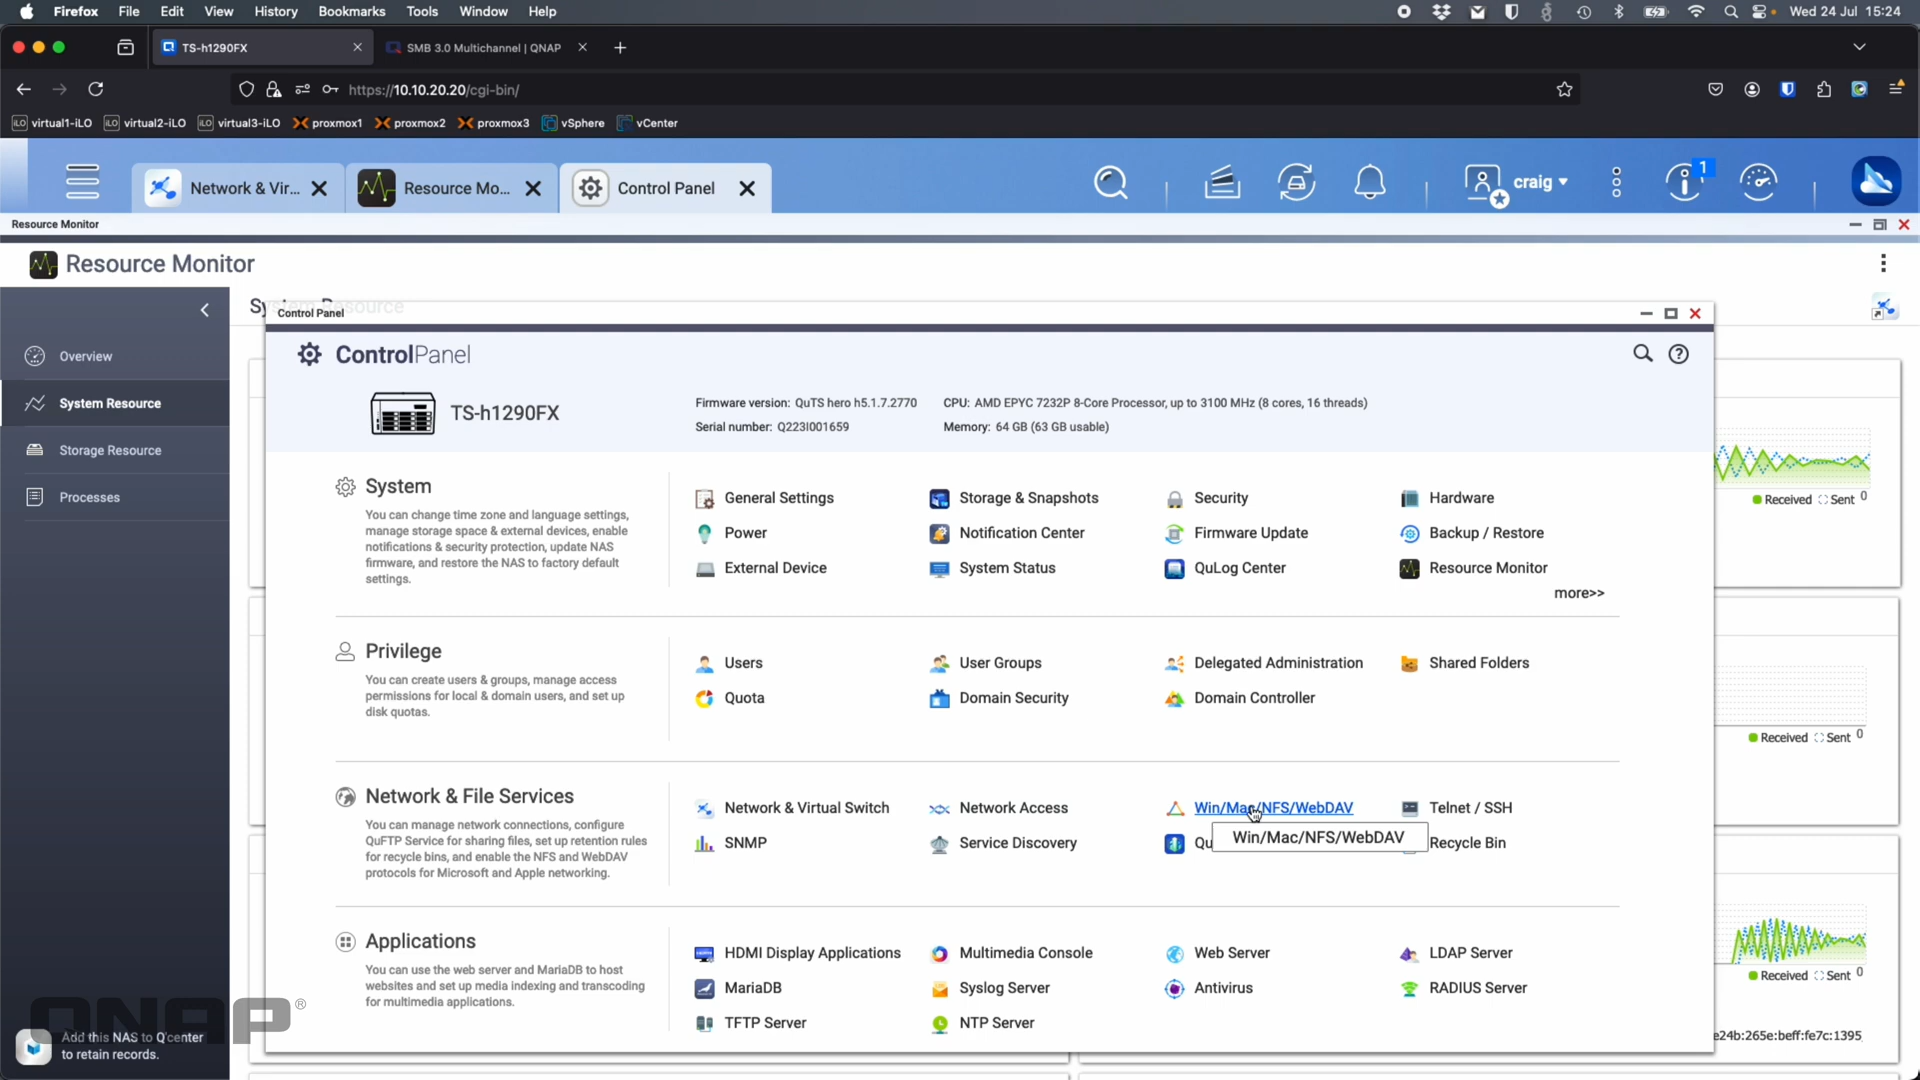 Firefox File Edit View History Bookmarks Tools Window Help Wed 24 Jul 15:24
TS-h1290FX SMB 3.0 Multichannel | QNAP
https://10.10.20.20/cgi-bin/
iLO virtual1-iLO iLO virtual2-iLO iLO virtual3-iLO proxmox1 proxmox2 proxmox3 vSphere vCenter
Network & Vir... Resource Mo... Control Panel craig 1
Resource Monitor
Resource Monitor
System Resource
Control Panel
Overview
System Resource
Storage Resource
Processes
ControlPanel
TS-h1290FX
Firmware version: QuTS hero h5.1.7.2770
CPU: AMD EPYC 7232P 8-Core Processor, up to 3100 MHz (8 cores, 16 threads)
Serial number: Q223I001659
Memory: 64 GB (63 GB usable)
System
You can change time zone and language settings,
manage storage space & external devices, enable
notifications & security protection, update NAS
firmware, and restore the NAS to factory default
settings.
General Settings Storage & Snapshots Security Hardware
Power Notification Center Firmware Update Backup / Restore
External Device System Status QuLog Center Resource Monitor
more>>
Received Sent 0
Privilege
You can create users & groups, manage access
permissions for local & domain users, and set up
disk quotas.
Users User Groups Delegated Administration Shared Folders
Quota Domain Security Domain Controller
Received Sent 0
Network & File Services
You can manage network connections, configure
QuFTP Service for sharing files, set up retention rules
for recycle bins, and enable the NFS and WebDAV
protocols for Microsoft and Apple networking.
Network & Virtual Switch Network Access Win/Mac/NFS/WebDAV Telnet / SSH
SNMP Service Discovery Qu Recycle Bin
Win/Mac/NFS/WebDAV
Applications
You can use the web server and MariaDB to host
websites and set up media indexing and transcoding
for multimedia applications.
HDMI Display Applications Multimedia Console Web Server LDAP Server
MariaDB Syslog Server Antivirus RADIUS Server
TFTP Server NTP Server
Received Sent 0
e24b:265e:beff:fe7c:1395
QNAP®
Add this NAS to Q'center
to retain records.